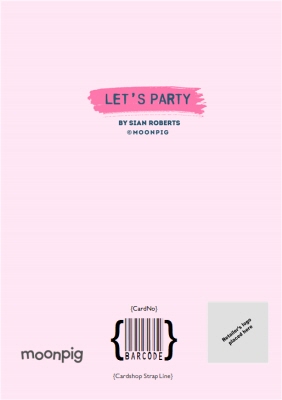 LET'S PARTY
BY SIAN ROBERTS
©MOONPIG
{CardNo}
{BARCODE}
Retailer's logo
placed here
moonpig
{Cardshop Strap Line}